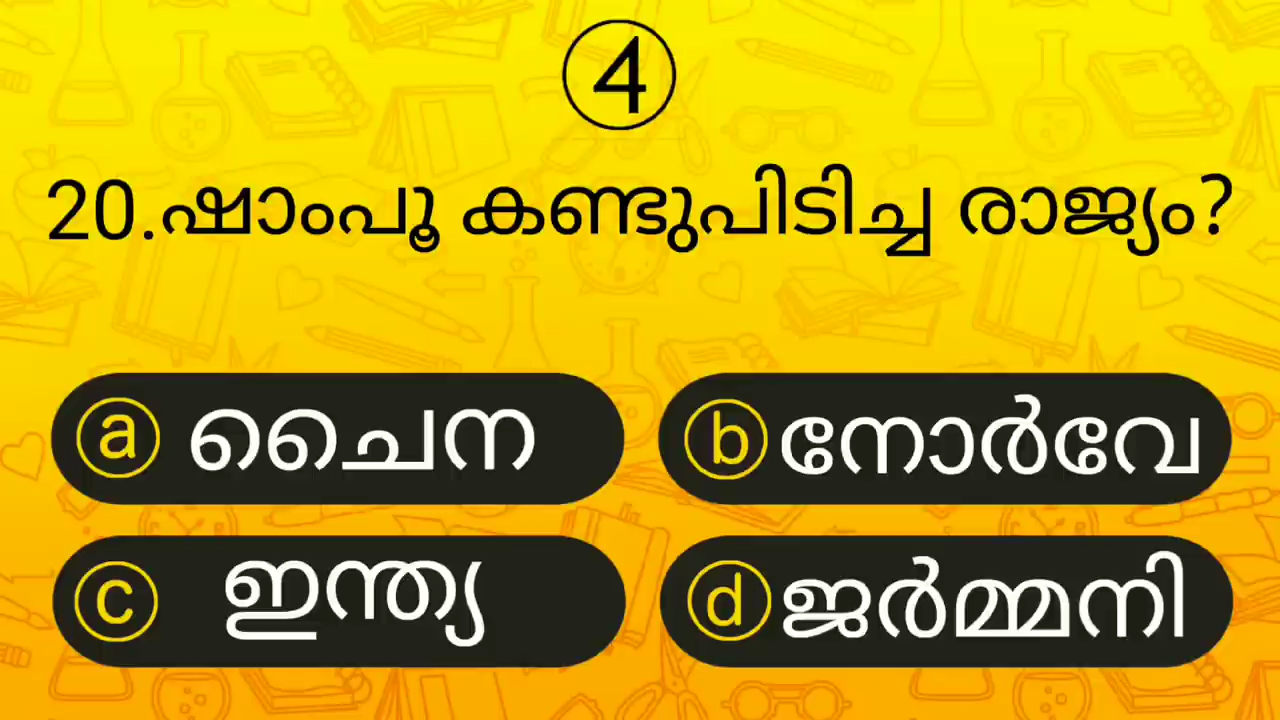 4
20.ഷാംപൂ കണ്ടുപിടിച്ച രാജ്യം?
a ചൈന
b നോർവേ
c ഇന്ത്യ
d ജർമ്മനി